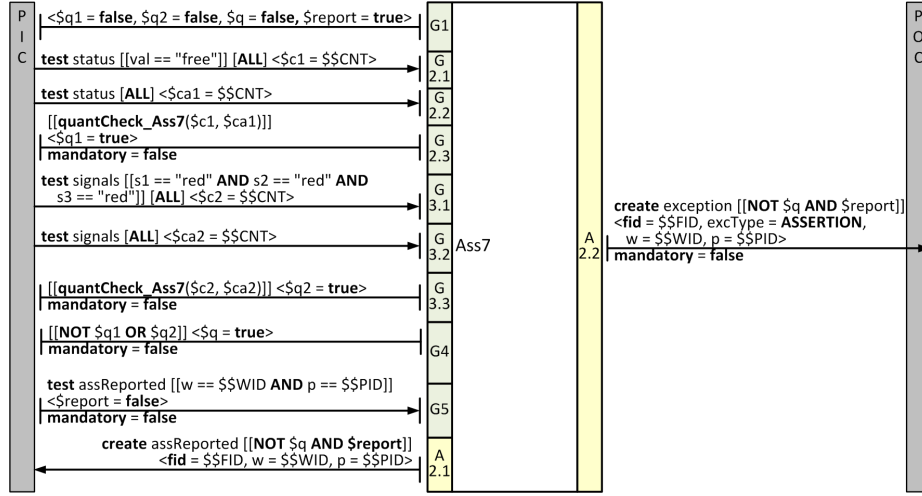 P
I
C
<$q1 = false, $q2 = false, $q = false, $report = true>
G1
test status [[val == "free"]] [ALL] <$c1 = $$CNT>
G
2.1
test status [ALL] <$ca1 = $$CNT>
G
2.2
[[quantCheck_Ass7($c1, $ca1)]]
<$q1 = true>
mandatory = false
G
2.3
test signals [[s1 == "red" AND s2 == "red" AND
s3 == "red"]] [ALL] <$c2 = $$CNT>
G
3.1
test signals [ALL] <$ca2 = $$CNT>
G
3.2
[[quantCheck_Ass7($c2, $ca2)]] <$q2 = true>
mandatory = false
G
3.3
[[NOT $q1 OR $q2]] <$q = true>
mandatory = false
G4
test assReported [[w == $$WID AND p == $$PID]]
<$report = false>
mandatory = false
G5
create assReported [[NOT $q AND $report]]
<fid = $$FID, w = $$WID, p = $$PID>
A
2.1
Ass7
A
2.2
create exception [[NOT $q AND $report]]
<fid = $$FID, excType = ASSERTION,
w = $$WID, p = $$PID>
mandatory = false
P
O
C